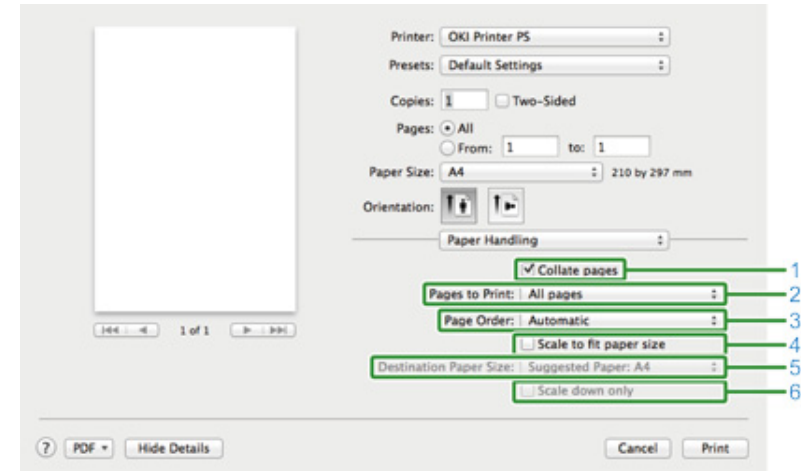 Printer: OKI Printer PS
Presets: Default Settings
Copies: 1 Two-Sided
Pages: All
From: 1 to: 1
Paper Size: A4 210 by 297 mm
Orientation:
Paper Handling
Collate pages 1
Pages to Print: All pages 2
Page Order: Automatic 3
1 of 1
Scale to fit paper size 4
Destination Paper Size: Suggested Paper: A4 5
Scale down only 6
? PDF Hide Details Cancel Print